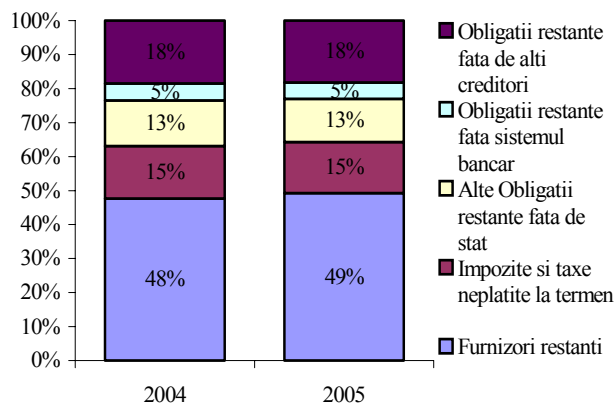 100%
90%
80%
70%
60%
50%
40%
30%
20%
10%
0%
18%
5%
13%
15%
48%
18%
5%
13%
15%
49%
2004
2005
Obligatii restante
fata de alti
creditori
Obligatii restante
fata sistemul
bancar
Alte Obligatii
restante fata de
stat
Impozite si taxe
neplatite la termen
Furnizori restanti